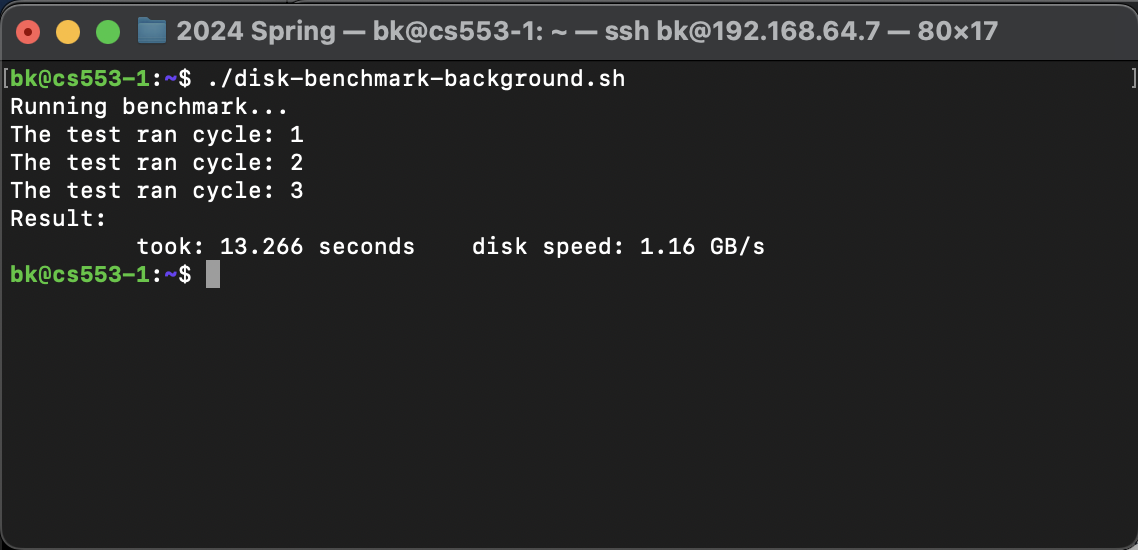 2024 Spring — bk@cs553-1: ~ — ssh bk@192.168.64.7 — 80×17
[bk@cs553-1:~$ ./disk-benchmark-background.sh ]
Running benchmark...
The test ran cycle: 1
The test ran cycle: 2
The test ran cycle: 3
Result:
took: 13.266 seconds    disk speed: 1.16 GB/s
bk@cs553-1:~$